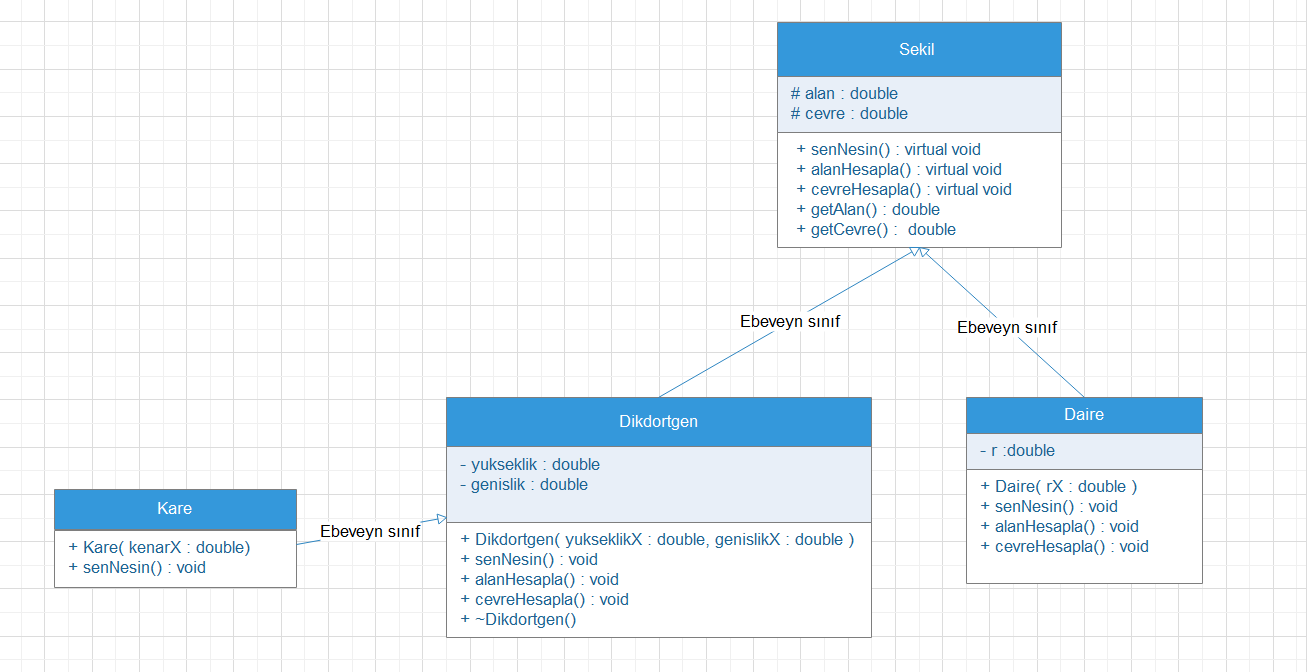 Sekil
# alan : double
# cevre : double
+ senNesin() : virtual void
+ alanHesapla() : virtual void
+ cevreHesapla() : virtual void
+ getAlan() : double
+ getCevre() :  double
Ebeveyn sınıf
Ebeveyn sınıf
Dikdortgen
- yukseklik : double
- genislik : double
+ Dikdortgen( yukseklikX : double, genislikX : double )
+ senNesin() : void
+ alanHesapla() : void
+ cevreHesapla() : void
+ ~Dikdortgen()
Daire
- r :double
+ Daire( rX : double )
+ senNesin() : void
+ alanHesapla() : void
+ cevreHesapla() : void
Kare
+ Kare( kenarX : double)
+ senNesin() : void
Ebeveyn sınıf